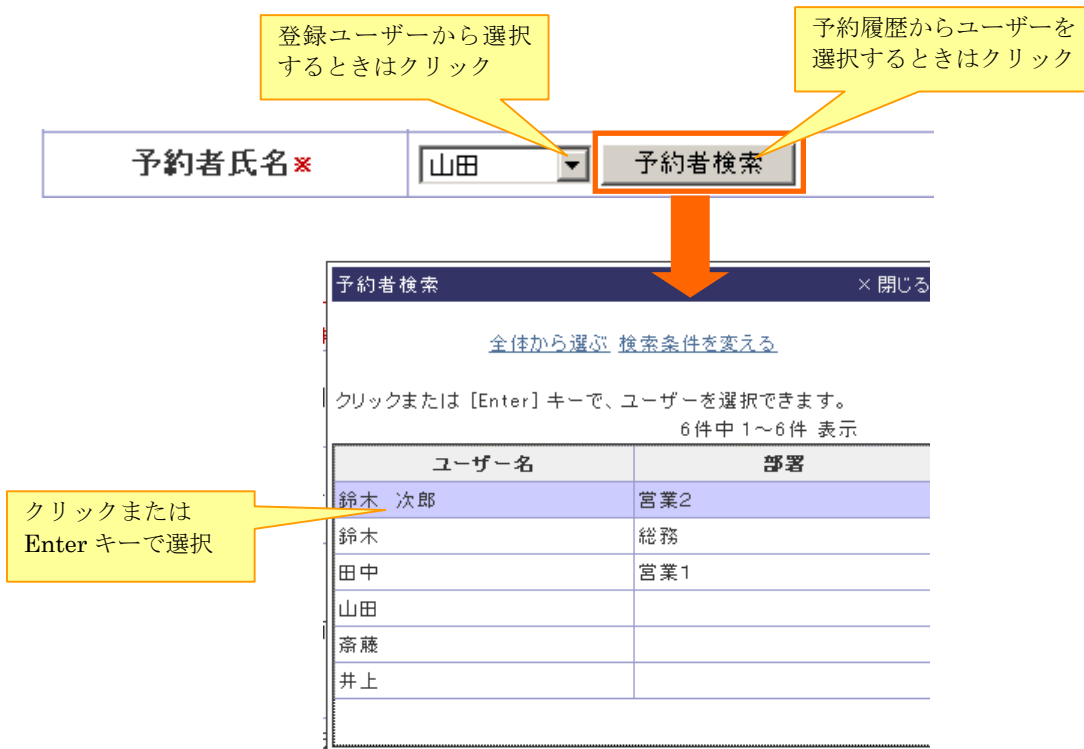 登録ユーザーから選択
するときはクリック
予約履歴からユーザーを
選択するときはクリック
予約者氏名※ 山田 予約者検索
予約者検索 ×閉じる
全体から選ぶ 検索条件を変える
クリックまたは [Enter] キーで、ユーザーを選択できます。
6件中 1～6件 表示
ユーザー名 部署
鈴木 次郎 営業2
鈴木 総務
田中 営業1
山田
斎藤
井上
クリックまたは
Enter キーで選択